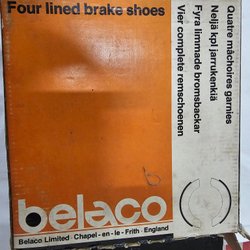 Four lined brake shoes
Quatre mâchoires garnies
Neljä kpl jarrukenkiä
Fyra limmade bromsbackar
Vier complete remschoenen
belaco
Belaco Limited · Chapel - en - le - Frith · England